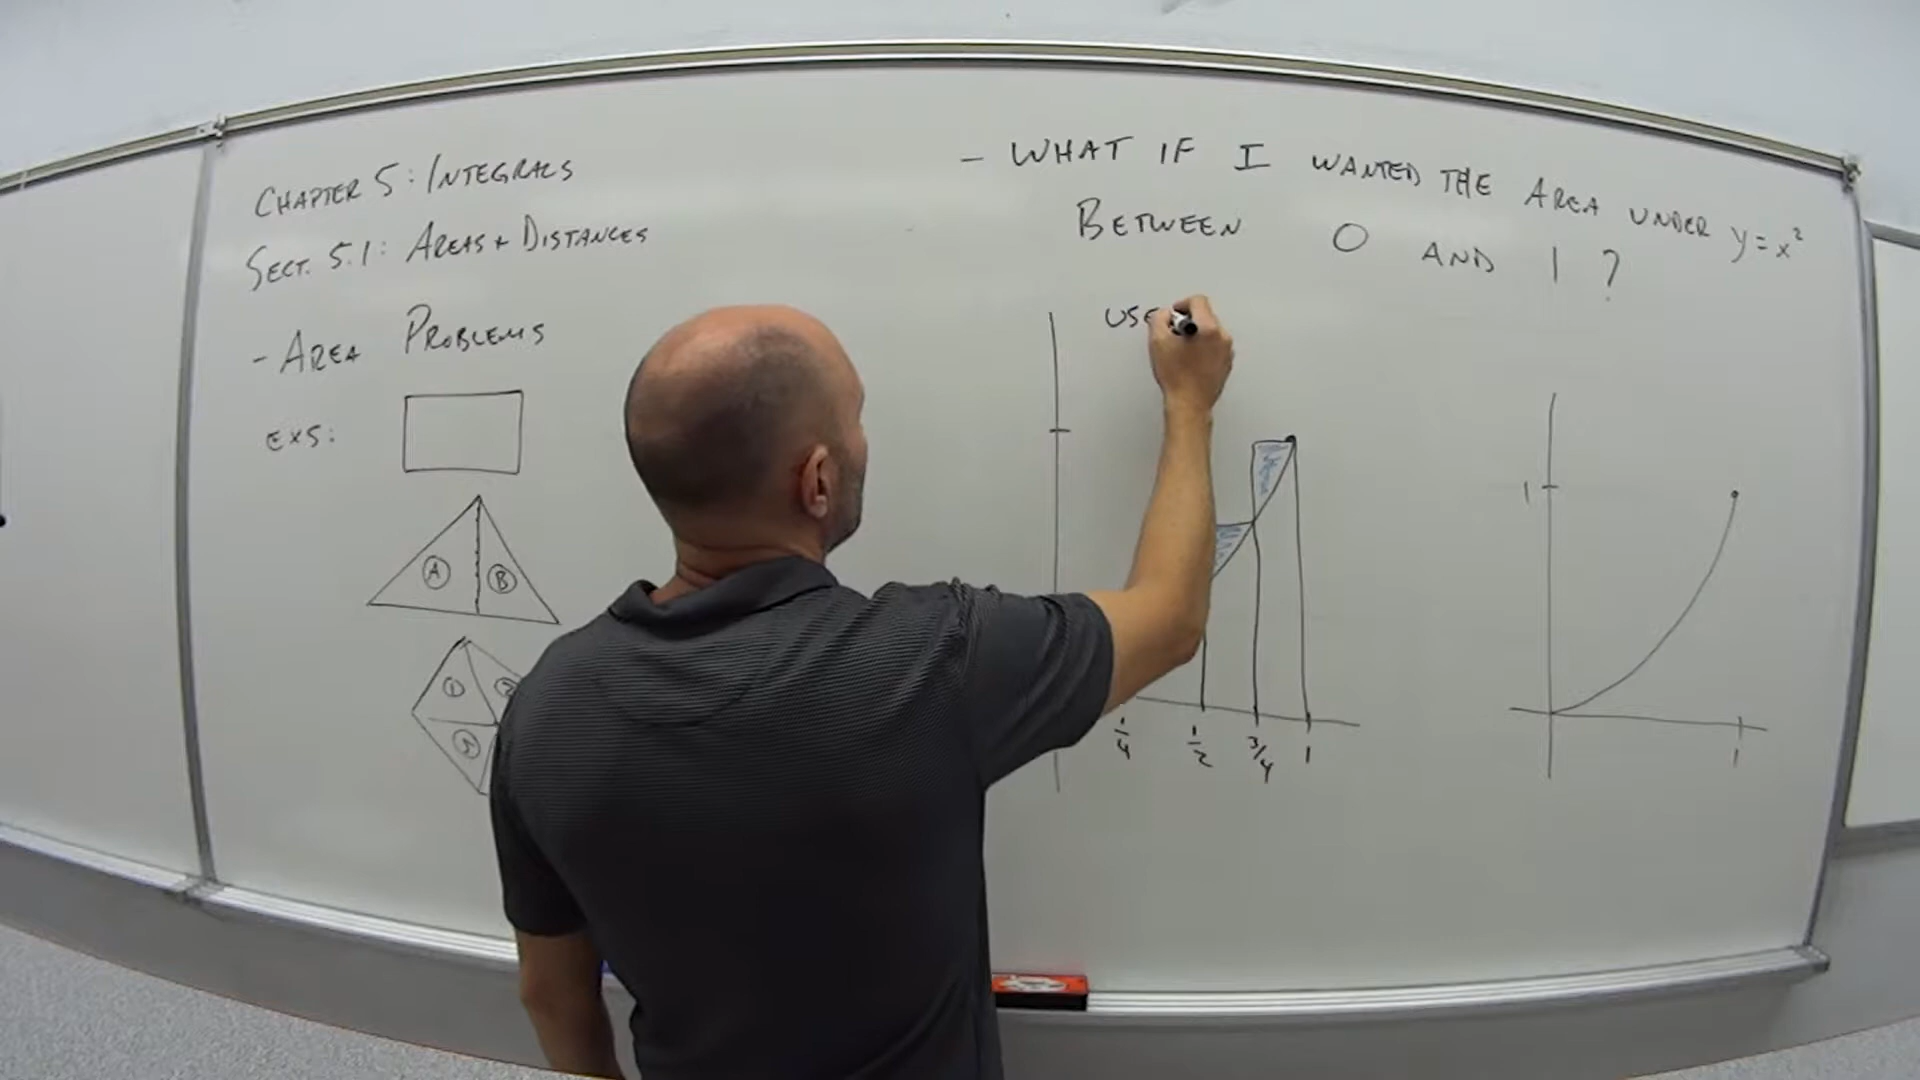 CHAPTER 5: INTEGRALS
SECT. 5.1: AREAS + DISTANCES
- AREA PROBLEMS
EXS:
A B
1 2
3
- WHAT IF I WANTED THE AREA UNDER y = x²
BETWEEN 0 AND 1 ?
USE
1/4 1/2 3/4 1
1
1